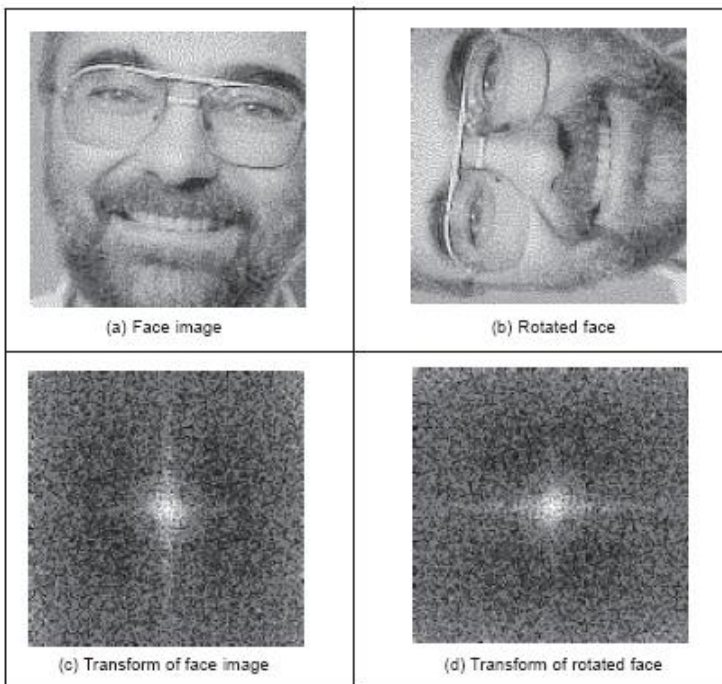 (a) Face image
(b) Rotated face
(c) Transform of face image
(d) Transform of rotated face